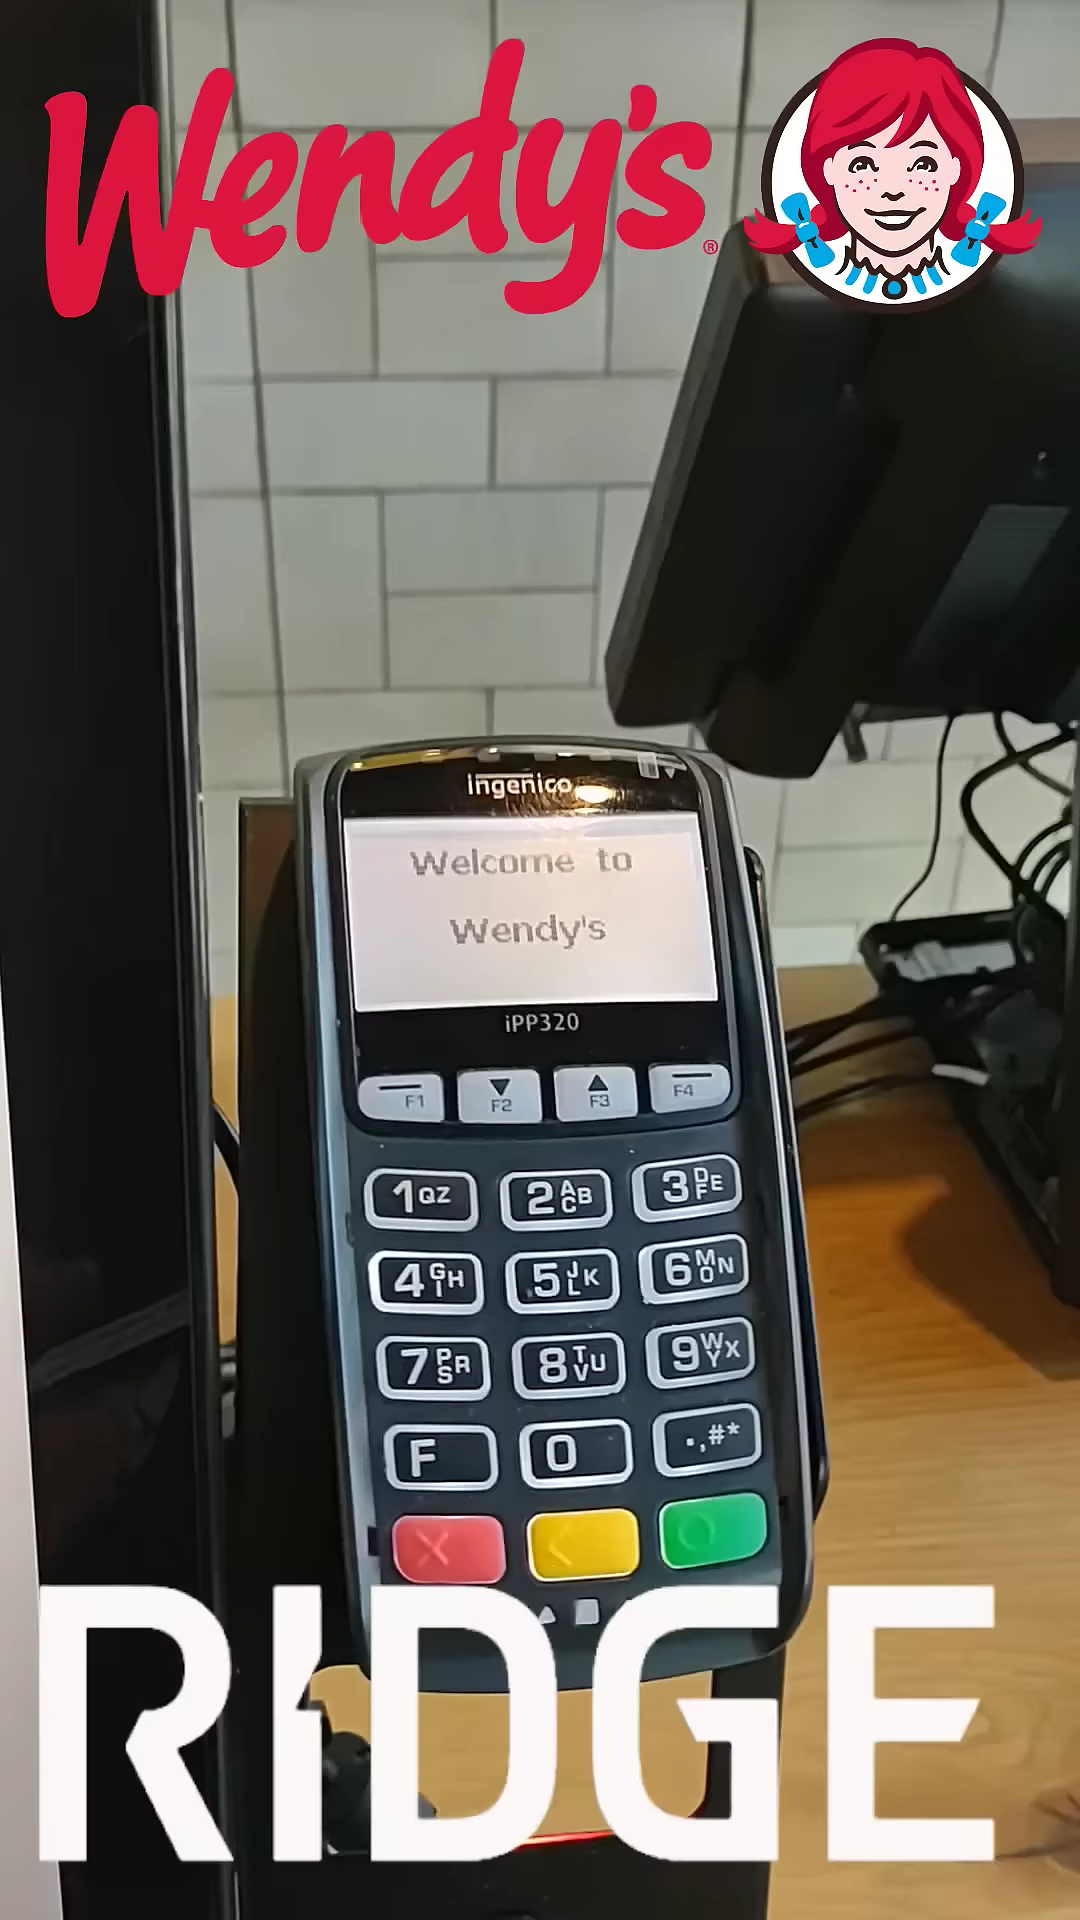 Wendy's®
ingenico
Welcome to
Wendy's
iPP320
F1 F2 F3 F4
1QZ 2ABC 3DEF
4GHI 5JKL 6MNO
7PRS 8TUV 9WXY
F 0 .,#*
RIDGE